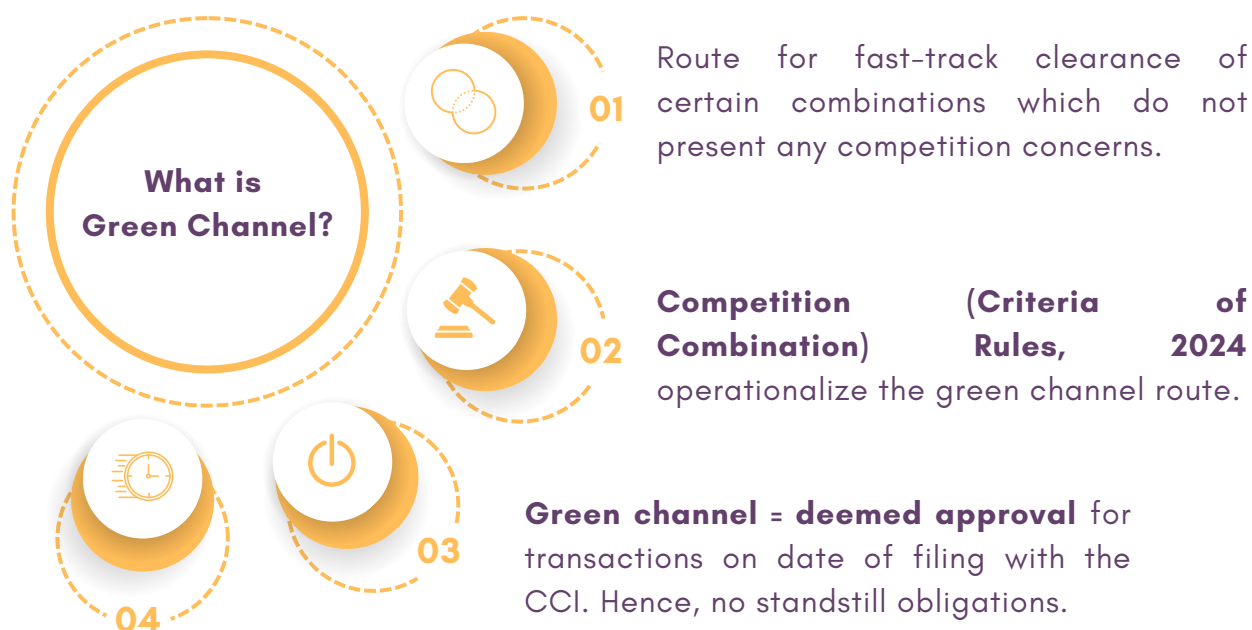 What is
Green Channel?
01
Route for fast-track clearance of
certain combinations which do not
present any competition concerns.
02
Competition (Criteria of
Combination) Rules, 2024
operationalize the green channel route.
03
Green channel = deemed approval for
transactions on date of filing with the
CCI. Hence, no standstill obligations.
04